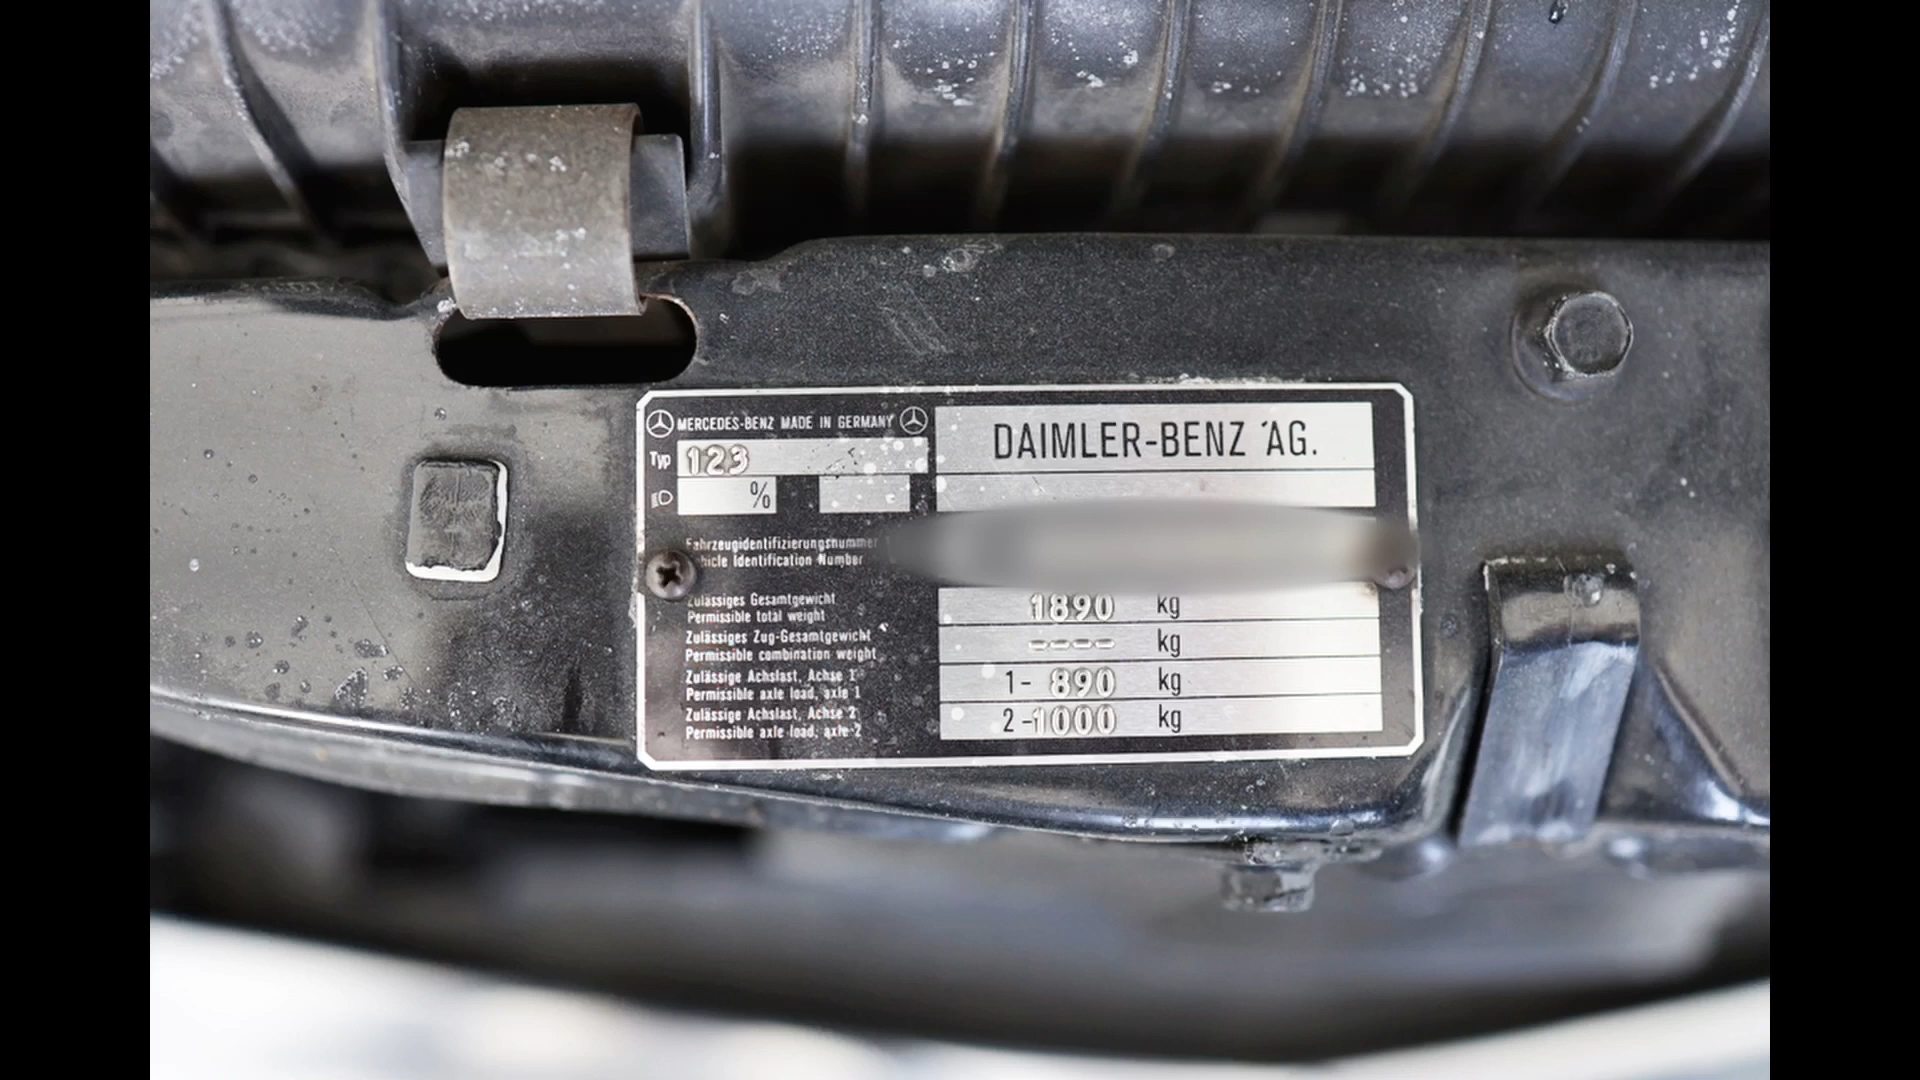 MERCEDES-BENZ MADE IN GERMANY
DAIMLER-BENZ AG.
Typ 123
%
Fahrzeugidentifizierungsnummer
Vehicle Identification Number
Zulässiges Gesamtgewicht
Permissible total weight
1890 kg
Zulässiges Zug-Gesamtgewicht
Permissible combination weight
---- kg
Zulässige Achslast, Achse 1
Permissible axle load, axle 1
1- 890 kg
Zulässige Achslast, Achse 2
Permissible axle load, axle 2
2-1000 kg